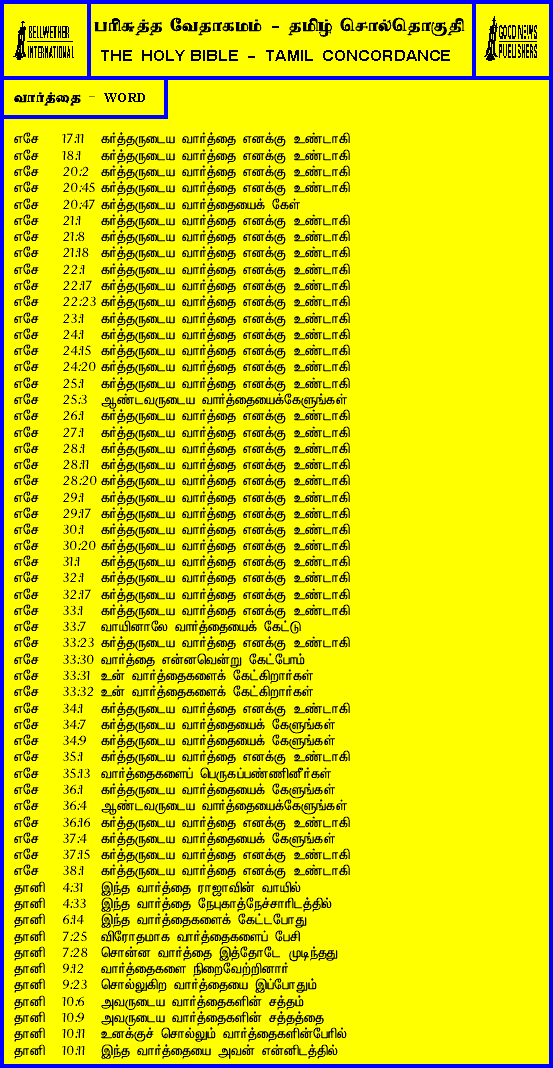 BELLWETHER
INTERNATIONAL
பரிசுத்த வேதாகமம் - தமிழ் சொல்தொகுதி
THE HOLY BIBLE - TAMIL CONCORDANCE
GOOD NEWS
PUBLISHERS
வார்த்தை - WORD
எசே 17:11 கர்த்தருடைய வார்த்தை எனக்கு உண்டாகி
எசே 18:1 கர்த்தருடைய வார்த்தை எனக்கு உண்டாகி
எசே 20:2 கர்த்தருடைய வார்த்தை எனக்கு உண்டாகி
எசே 20:45 கர்த்தருடைய வார்த்தை எனக்கு உண்டாகி
எசே 20:47 கர்த்தருடைய வார்த்தையைக் கேள்
எசே 21:1 கர்த்தருடைய வார்த்தை எனக்கு உண்டாகி
எசே 21:8 கர்த்தருடைய வார்த்தை எனக்கு உண்டாகி
எசே 21:18 கர்த்தருடைய வார்த்தை எனக்கு உண்டாகி
எசே 22:1 கர்த்தருடைய வார்த்தை எனக்கு உண்டாகி
எசே 22:17 கர்த்தருடைய வார்த்தை எனக்கு உண்டாகி
எசே 22:23 கர்த்தருடைய வார்த்தை எனக்கு உண்டாகி
எசே 23:1 கர்த்தருடைய வார்த்தை எனக்கு உண்டாகி
எசே 24:1 கர்த்தருடைய வார்த்தை எனக்கு உண்டாகி
எசே 24:15 கர்த்தருடைய வார்த்தை எனக்கு உண்டாகி
எசே 24:20 கர்த்தருடைய வார்த்தை எனக்கு உண்டாகி
எசே 25:1 கர்த்தருடைய வார்த்தை எனக்கு உண்டாகி
எசே 25:3 ஆண்டவருடைய வார்த்தையைக்கேளுங்கள்
எசே 26:1 கர்த்தருடைய வார்த்தை எனக்கு உண்டாகி
எசே 27:1 கர்த்தருடைய வார்த்தை எனக்கு உண்டாகி
எசே 28:1 கர்த்தருடைய வார்த்தை எனக்கு உண்டாகி
எசே 28:11 கர்த்தருடைய வார்த்தை எனக்கு உண்டாகி
எசே 28:20 கர்த்தருடைய வார்த்தை எனக்கு உண்டாகி
எசே 29:1 கர்த்தருடைய வார்த்தை எனக்கு உண்டாகி
எசே 29:17 கர்த்தருடைய வார்த்தை எனக்கு உண்டாகி
எசே 30:1 கர்த்தருடைய வார்த்தை எனக்கு உண்டாகி
எசே 30:20 கர்த்தருடைய வார்த்தை எனக்கு உண்டாகி
எசே 31:1 கர்த்தருடைய வார்த்தை எனக்கு உண்டாகி
எசே 32:1 கர்த்தருடைய வார்த்தை எனக்கு உண்டாகி
எசே 32:17 கர்த்தருடைய வார்த்தை எனக்கு உண்டாகி
எசே 33:1 கர்த்தருடைய வார்த்தை எனக்கு உண்டாகி
எசே 33:7 வாயினாலே வார்த்தையைக் கேட்டு
எசே 33:23 கர்த்தருடைய வார்த்தை எனக்கு உண்டாகி
எசே 33:30 வார்த்தை என்னவென்று கேட்போம்
எசே 33:31 உன் வார்த்தைகளைக் கேட்கிறார்கள்
எசே 33:32 உன் வார்த்தைகளைக் கேட்கிறார்கள்
எசே 34:1 கர்த்தருடைய வார்த்தை எனக்கு உண்டாகி
எசே 34:7 கர்த்தருடைய வார்த்தையைக் கேளுங்கள்
எசே 34:9 கர்த்தருடைய வார்த்தையைக் கேளுங்கள்
எசே 35:1 கர்த்தருடைய வார்த்தை எனக்கு உண்டாகி
எசே 35:13 வார்த்தைகளைப் பெருகப்பண்ணினீர்கள்
எசே 36:1 கர்த்தருடைய வார்த்தையைக் கேளுங்கள்
எசே 36:4 ஆண்டவருடைய வார்த்தையைக்கேளுங்கள்
எசே 36:16 கர்த்தருடைய வார்த்தை எனக்கு உண்டாகி
எசே 37:4 கர்த்தருடைய வார்த்தையைக் கேளுங்கள்
எசே 37:15 கர்த்தருடைய வார்த்தை எனக்கு உண்டாகி
எசே 38:1 கர்த்தருடைய வார்த்தை எனக்கு உண்டாகி
தானி 4:31 இந்த வார்த்தை ராஜாவின் வாயில்
தானி 4:33 இந்த வார்த்தை நேபுகாத்நேச்சாரிடத்தில்
தானி 6:14 இந்த வார்த்தைகளைக் கேட்டபோது
தானி 7:25 விரோதமாக வார்த்தைகளைப் பேசி
தானி 7:28 சொன்ன வார்த்தை இத்தோடே முடிந்தது
தானி 9:12 வார்த்தைகளை நிறைவேற்றினார்
தானி 9:23 சொல்லுகிற வார்த்தையை இப்போதும்
தானி 10:6 அவருடைய வார்த்தைகளின் சத்தம்
தானி 10:9 அவருடைய வார்த்தைகளின் சத்தத்தை
தானி 10:11 உனக்குச் சொல்லும் வார்த்தைகளின்பேரில்
தானி 10:11 இந்த வார்த்தையை அவன் என்னிடத்தில்